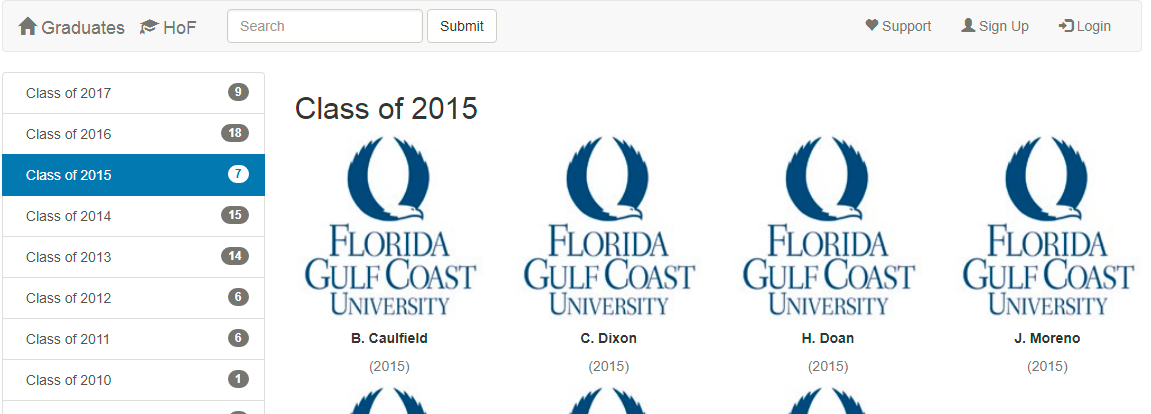 Graduates HoF Search Submit Support Sign Up Login
Class of 2017 9
Class of 2016 18
Class of 2015 7
Class of 2014 15
Class of 2013 14
Class of 2012 6
Class of 2011 6
Class of 2010 1
Class of 2015
FLORIDA GULF COAST UNIVERSITY
FLORIDA GULF COAST UNIVERSITY
FLORIDA GULF COAST UNIVERSITY
FLORIDA GULF COAST UNIVERSITY
B. Caulfield C. Dixon H. Doan J. Moreno
(2015) (2015) (2015) (2015)